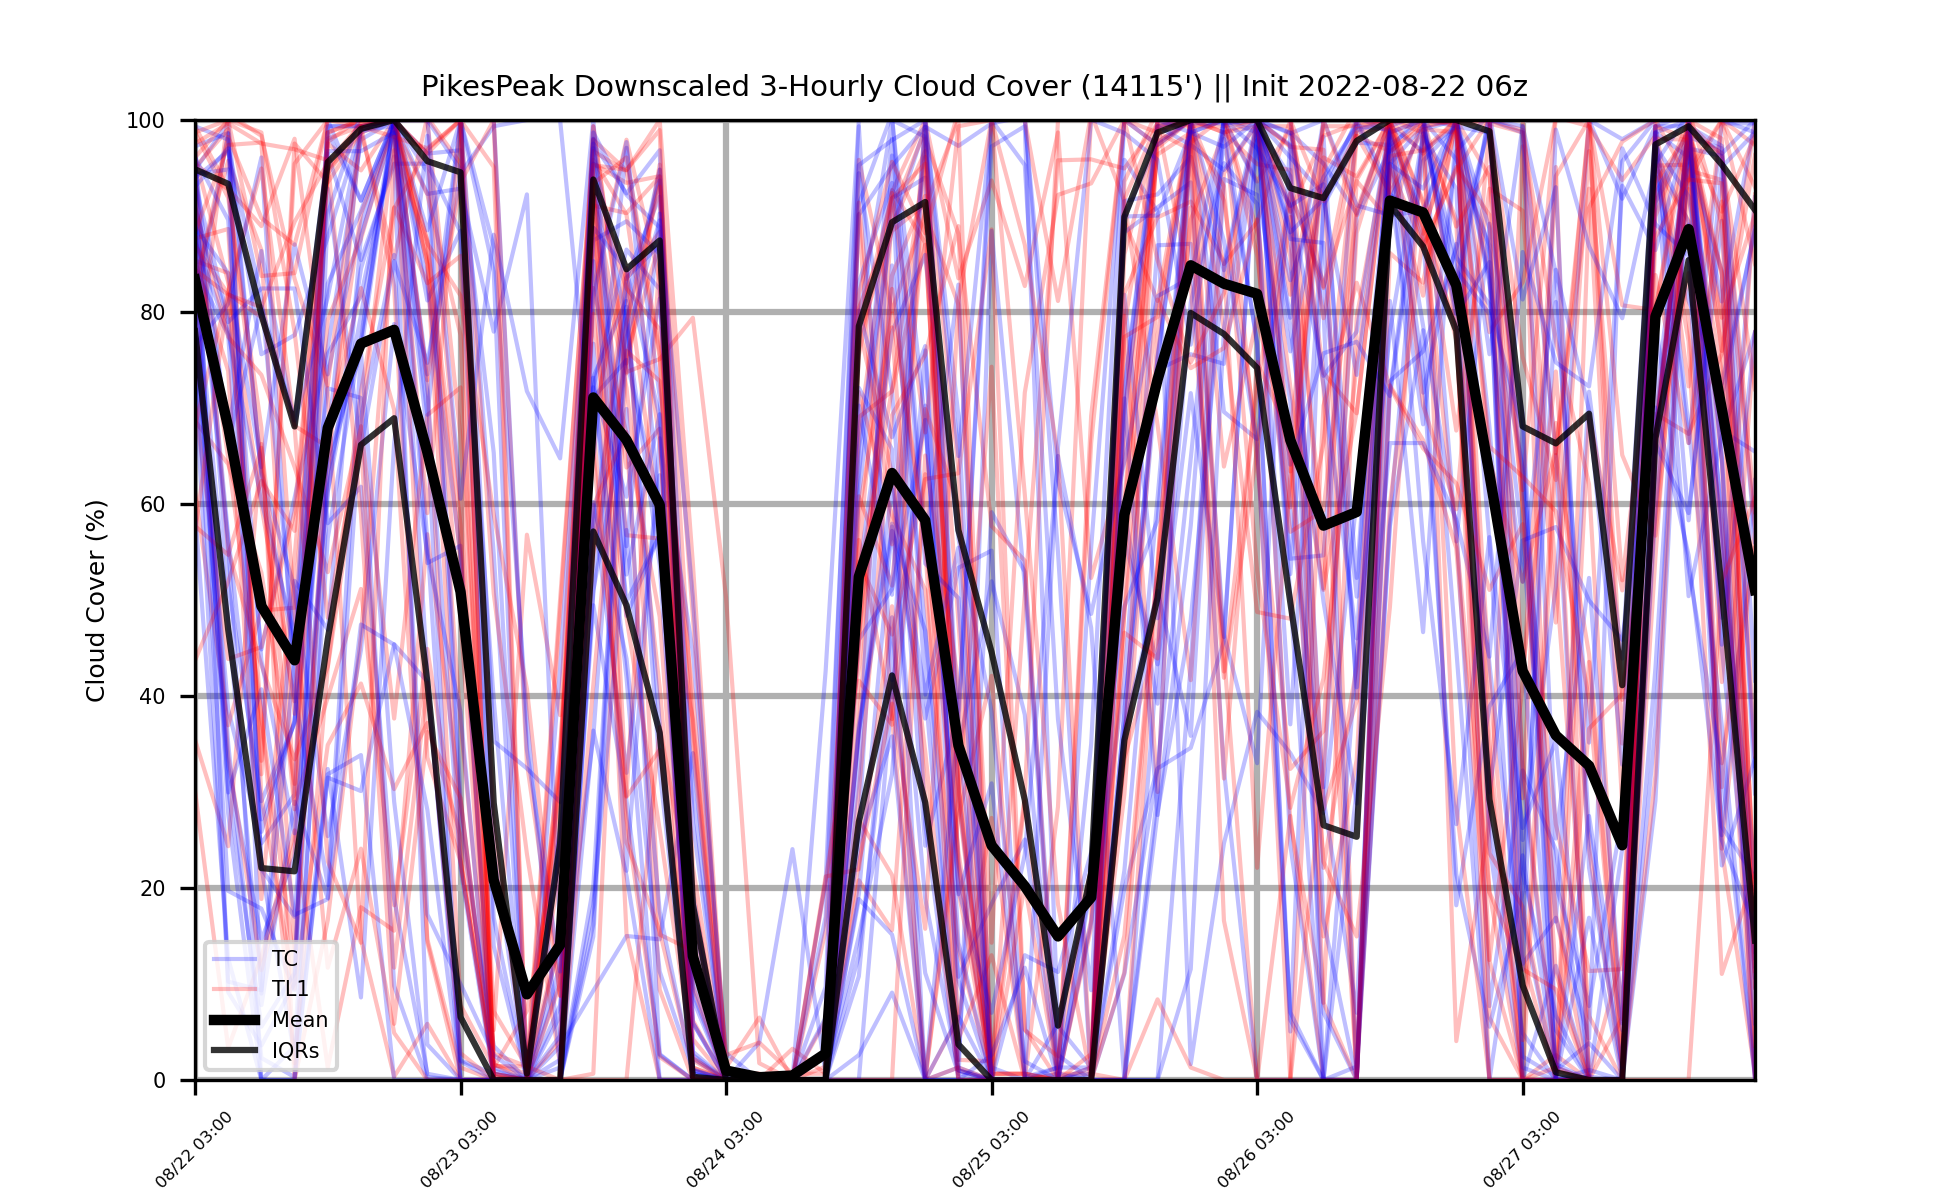 PikesPeak Downscaled 3-Hourly Cloud Cover (14115') || Init 2022-08-22 06z
Cloud Cover (%)
100
80
60
40
20
0
TC
TL1
Mean
IQRs
08/22 03:00
08/23 03:00
08/24 03:00
08/25 03:00
08/26 03:00
08/27 03:00